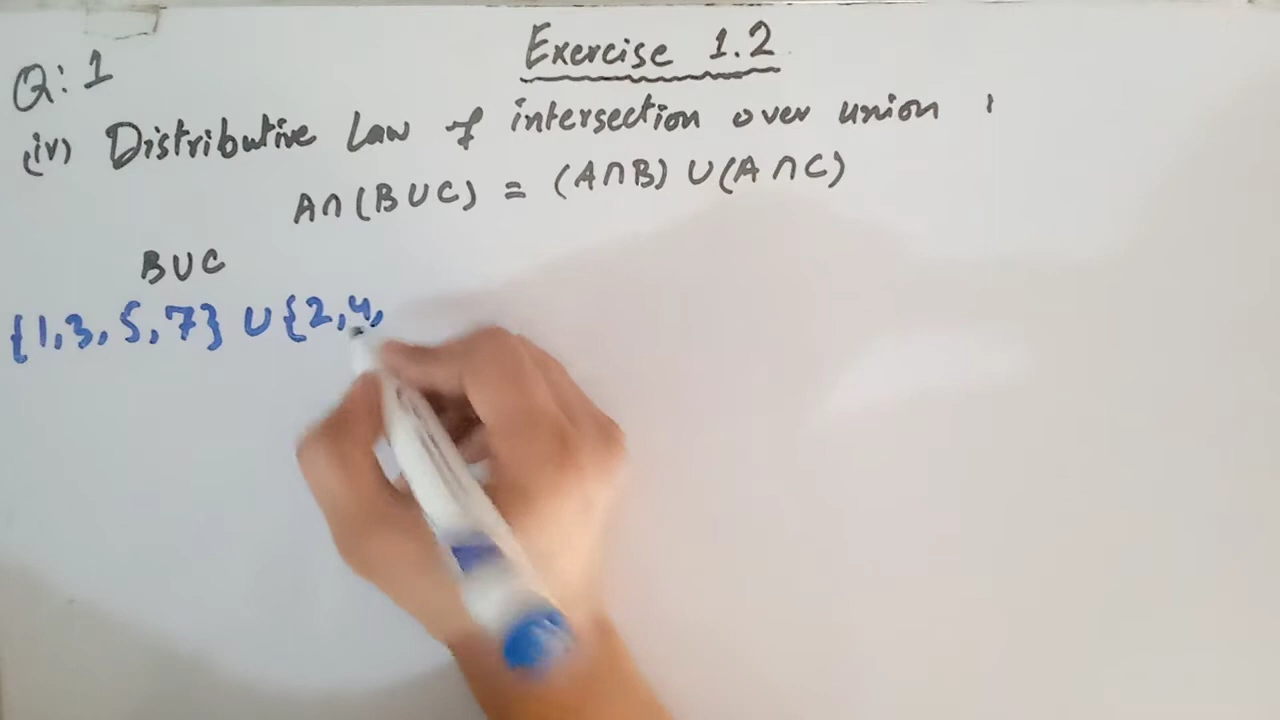 Exercise 1.2
Q:1
(iv) Distributive Law of intersection over union :
A∩(B∪C) = (A∩B) ∪ (A∩C)
B∪C
{1,3,5,7} ∪ {2,4,